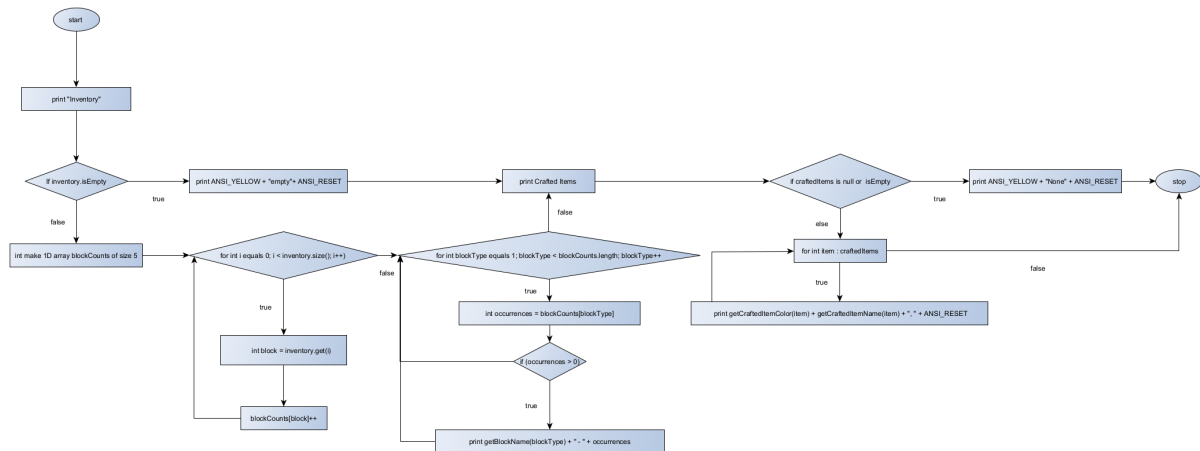 start
print "Inventory"
If inventory.isEmpty
true
print ANSI_YELLOW + "empty"+ ANSI_RESET
print Crafted Items
if craftedItems is null or isEmpty
true
print ANSI_YELLOW + "None" + ANSI_RESET
stop
false
int make 1D array blockCounts of size 5
for int i equals 0; i < inventory.size(); i++)
false
true
int block = inventory.get(i)
blockCounts[block]++
for int blockType equals 1; blockType < blockCounts.length; blockType++
false
true
int occurrences = blockCounts[blockType]
if (occurrences > 0)
true
print getBlockName(blockType) + " - " + occurrences
else
for int item : craftedItems
false
true
print getCraftedItemColor(item) + getCraftedItemName(item) + ", " + ANSI_RESET